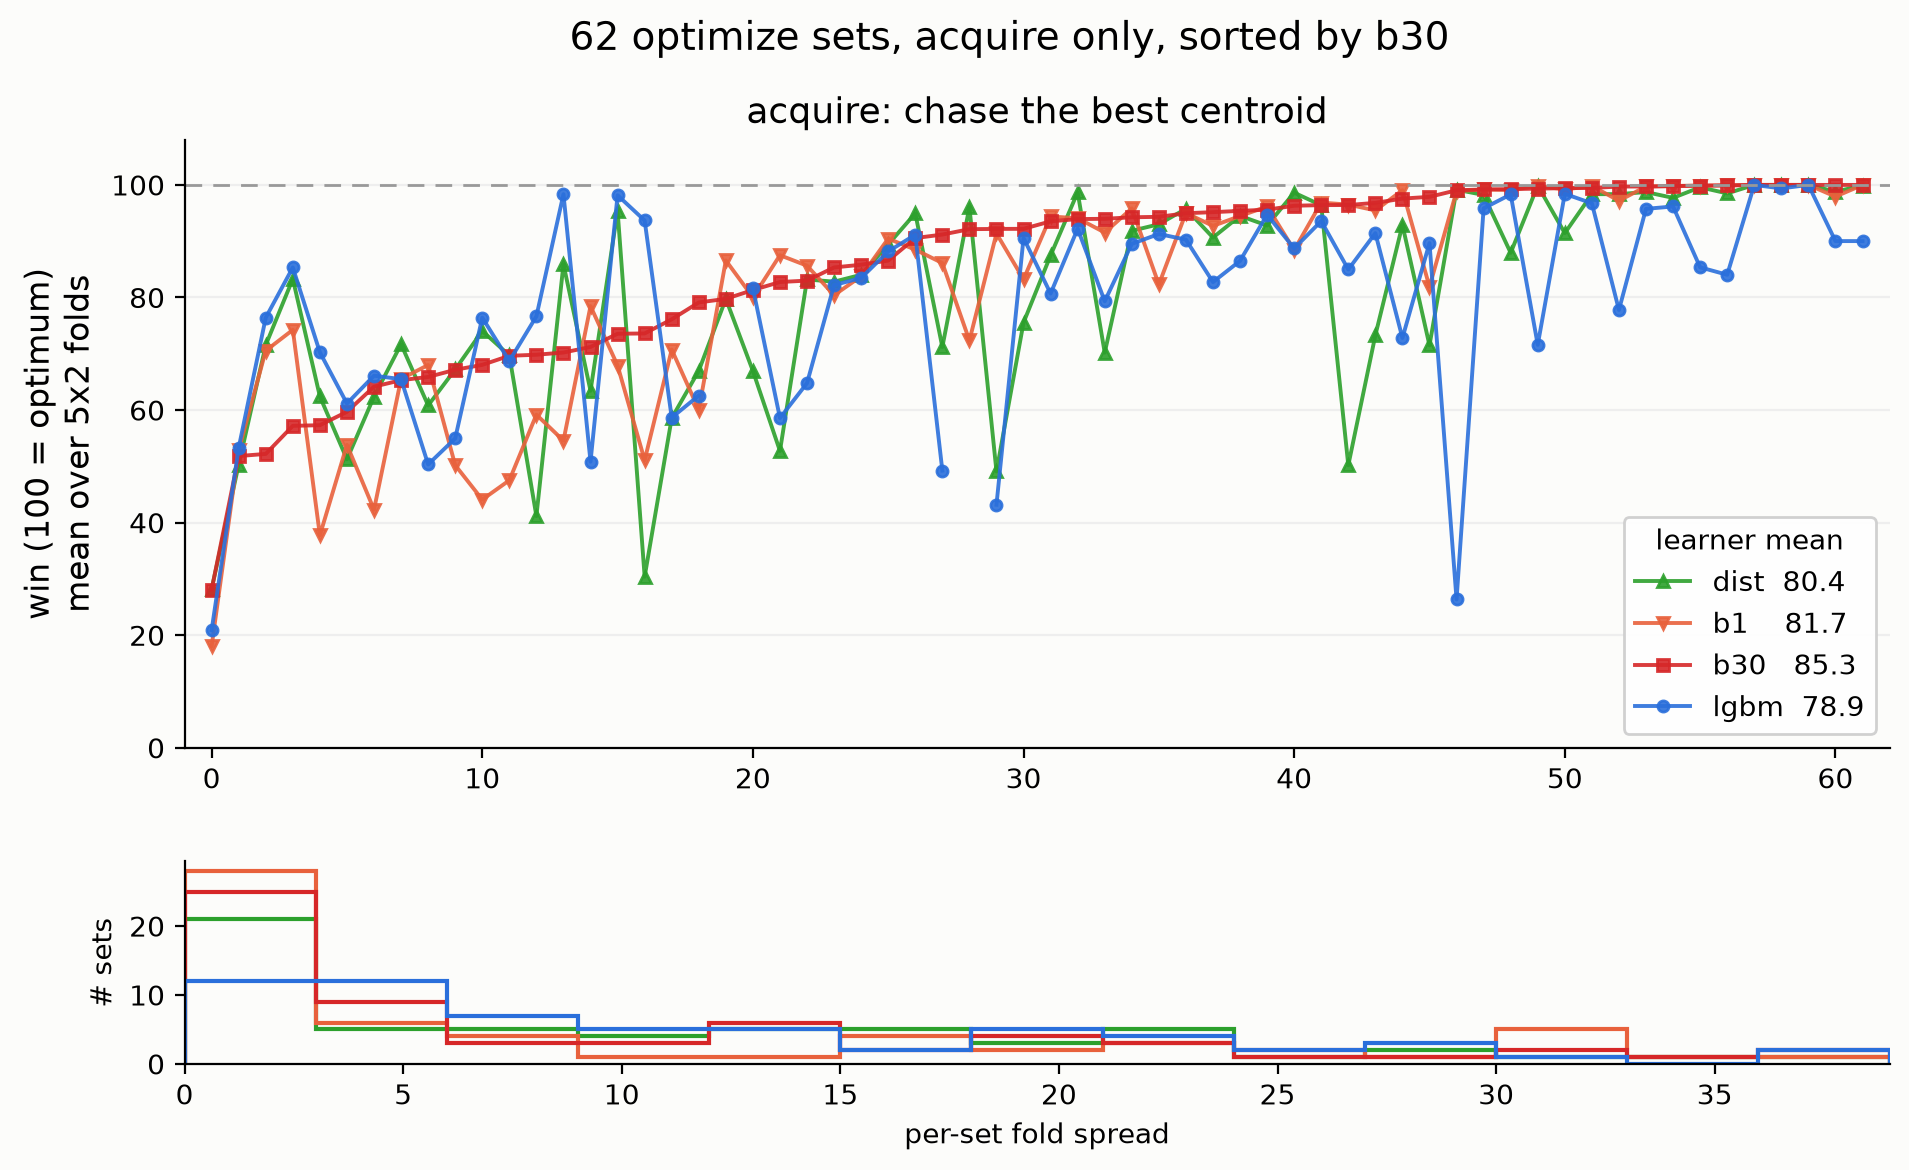 62 optimize sets, acquire only, sorted by b30
acquire: chase the best centroid
win (100 = optimum)
mean over 5x2 folds
100
80
60
40
20
0
0 10 20 30 40 50 60
learner mean
dist 80.4
b1 81.7
b30 85.3
lgbm 78.9
# sets
20
10
0
0 5 10 15 20 25 30 35
per-set fold spread